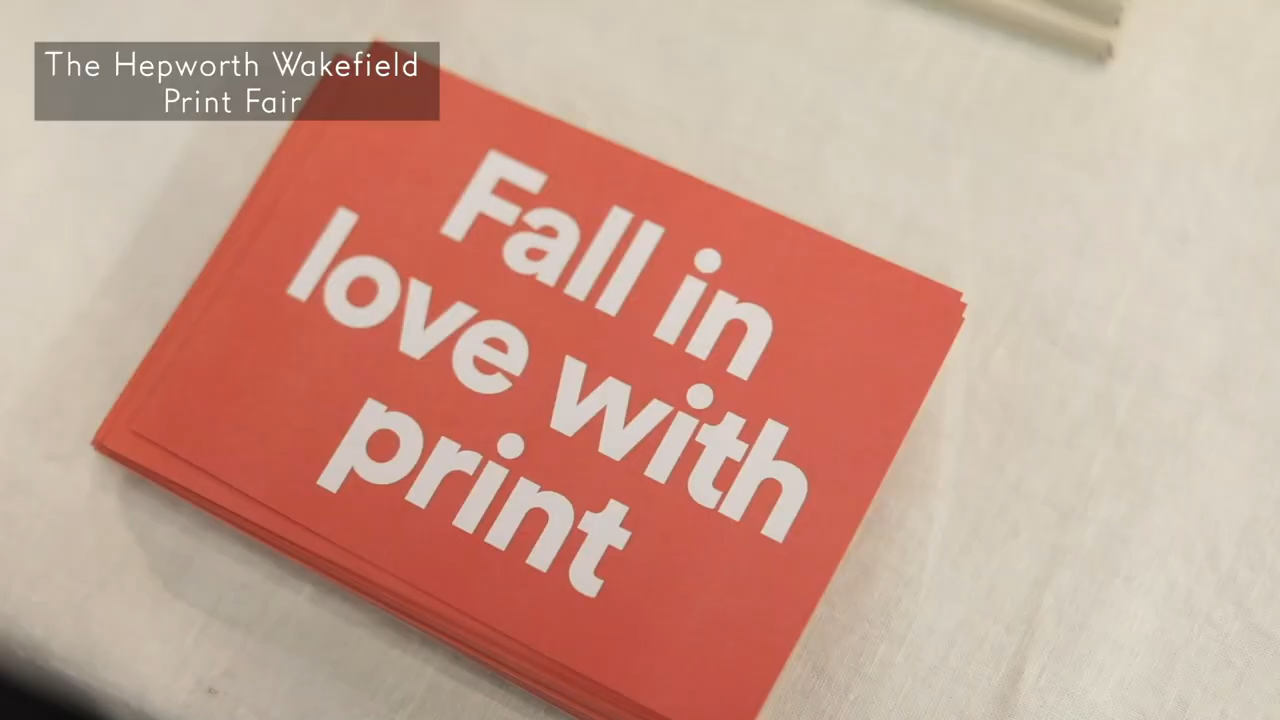 The Hepworth Wakefield
Print Fair
Fall in
love with
print